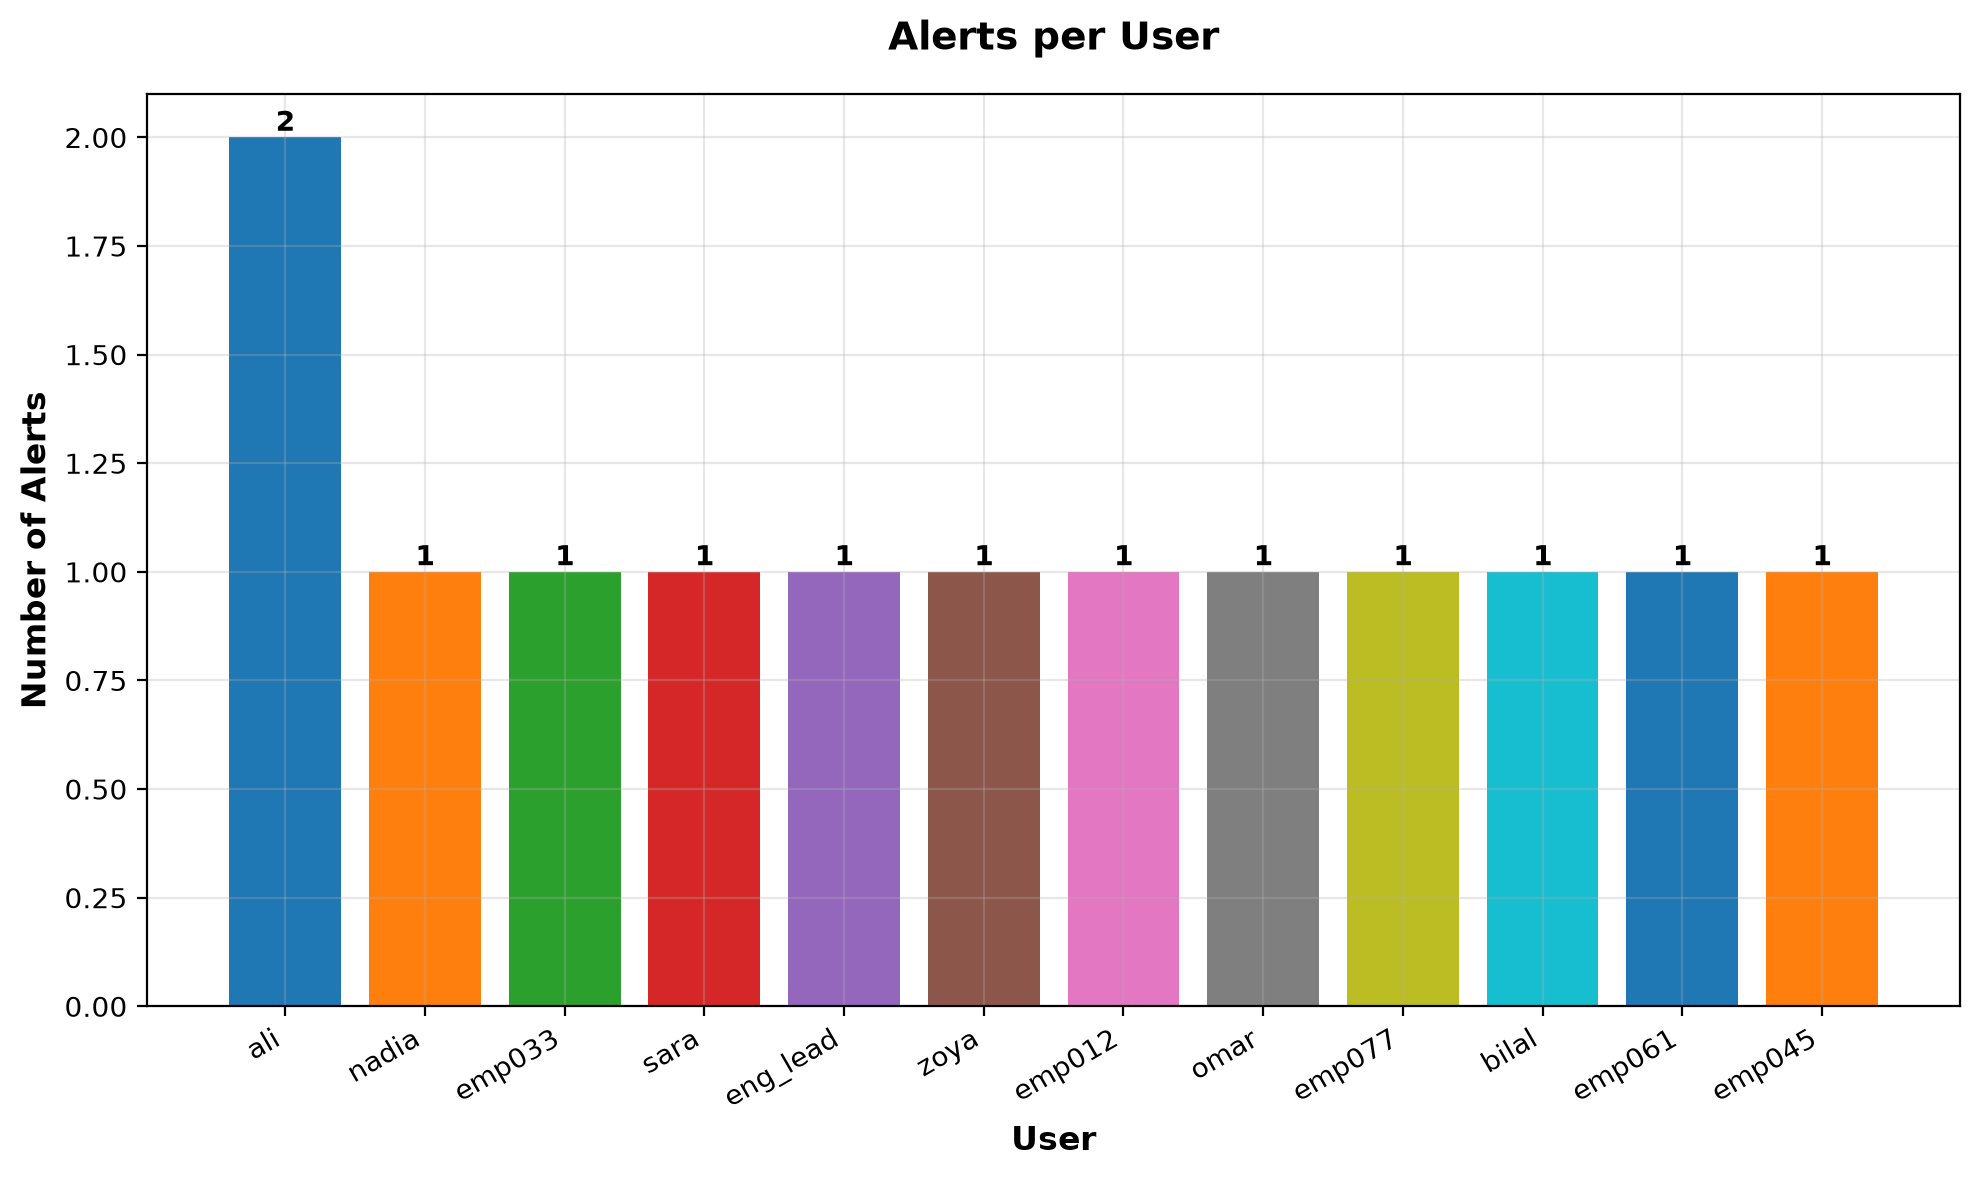 Alerts per User
Number of Alerts
2.00
1.75
1.50
1.25
1.00
0.75
0.50
0.25
0.00
2 1 1 1 1 1 1 1 1 1 1 1
ali nadia emp033 sara eng_lead zoya emp012 omar emp077 bilal emp061 emp045
User